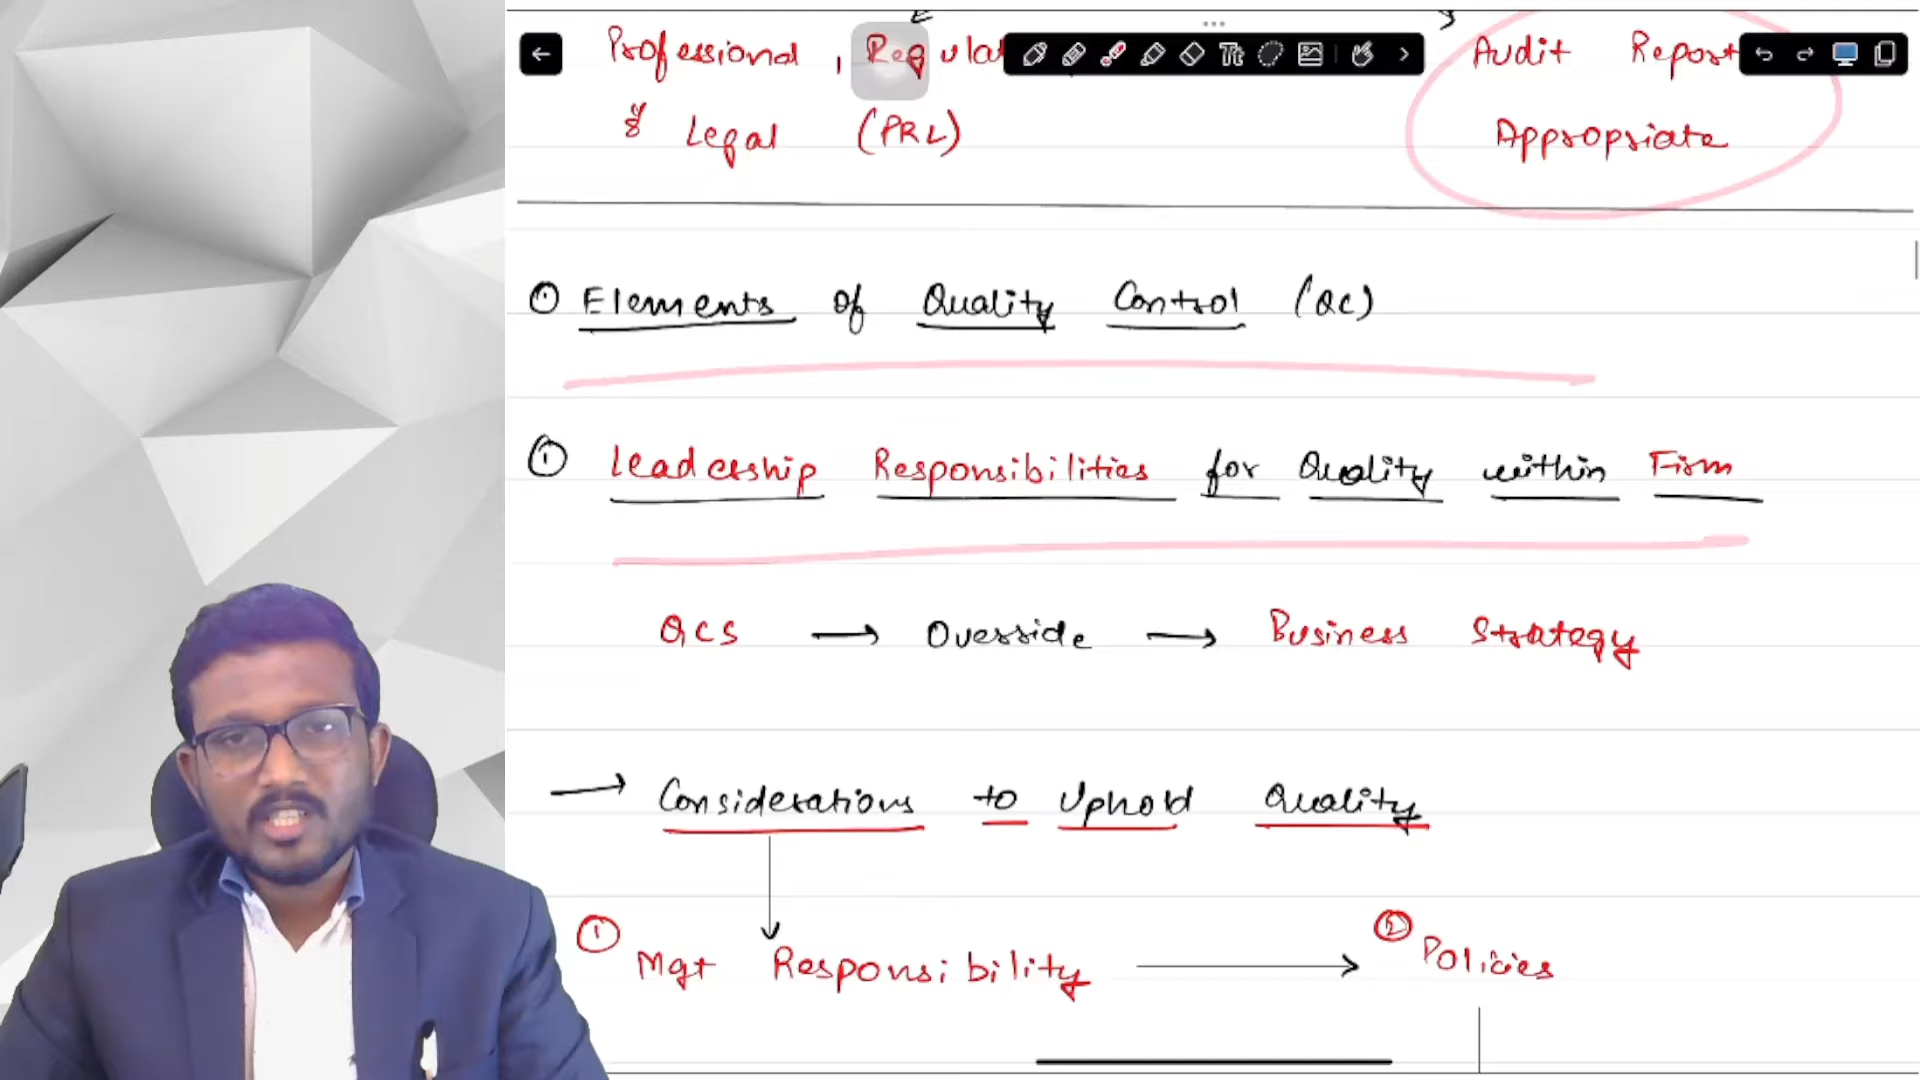 Professional, Regulat
Audit Report
& Legal (PRL)
Appropriate
① Elements of Quality Control (QC)
① Leadership Responsibilities for Quality within Firm
QCS → Override → Business Strategy
→ Considerations to Uphold Quality
① Mgt Responsibility → ② Policies